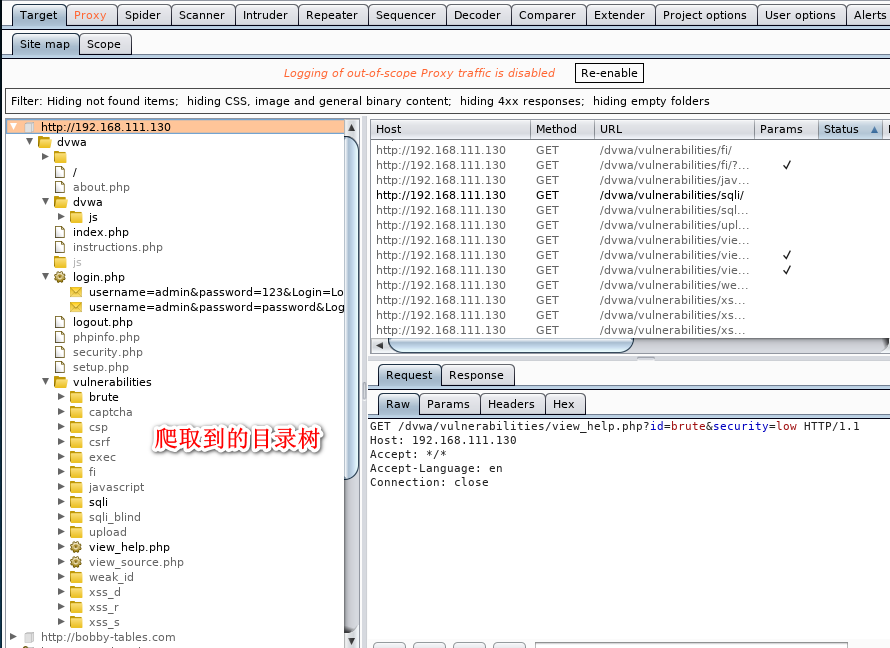 Target Proxy Spider Scanner Intruder Repeater Sequencer Decoder Comparer Extender Project options User options Alerts
Site map Scope
Logging of out-of-scope Proxy traffic is disabled Re-enable
Filter: Hiding not found items; hiding CSS, image and general binary content; hiding 4xx responses; hiding empty folders
http://192.168.111.130
dvwa
/
about.php
dvwa
js
index.php
instructions.php
js
login.php
username=admin&password=123&Login=Lo
username=admin&password=password&Log
logout.php
phpinfo.php
security.php
setup.php
vulnerabilities
brute
captcha
csp
csrf
exec
fi
javascript
sqli
sqli_blind
upload
view_help.php
view_source.php
weak_id
xss_d
xss_r
xss_s
http://bobby-tables.com
爬取到的目录树
Host Method URL Params Status
http://192.168.111.130 GET /dvwa/vulnerabilities/fi/
http://192.168.111.130 GET /dvwa/vulnerabilities/fi/?... ✓
http://192.168.111.130 GET /dvwa/vulnerabilities/jav...
http://192.168.111.130 GET /dvwa/vulnerabilities/sqli/
http://192.168.111.130 GET /dvwa/vulnerabilities/sql...
http://192.168.111.130 GET /dvwa/vulnerabilities/upl...
http://192.168.111.130 GET /dvwa/vulnerabilities/vie...
http://192.168.111.130 GET /dvwa/vulnerabilities/vie... ✓
http://192.168.111.130 GET /dvwa/vulnerabilities/vie... ✓
http://192.168.111.130 GET /dvwa/vulnerabilities/we...
http://192.168.111.130 GET /dvwa/vulnerabilities/xs...
http://192.168.111.130 GET /dvwa/vulnerabilities/xs...
http://192.168.111.130 GET /dvwa/vulnerabilities/xs...
Request Response
Raw Params Headers Hex
GET /dvwa/vulnerabilities/view_help.php?id=brute&security=low HTTP/1.1
Host: 192.168.111.130
Accept: */*
Accept-Language: en
Connection: close